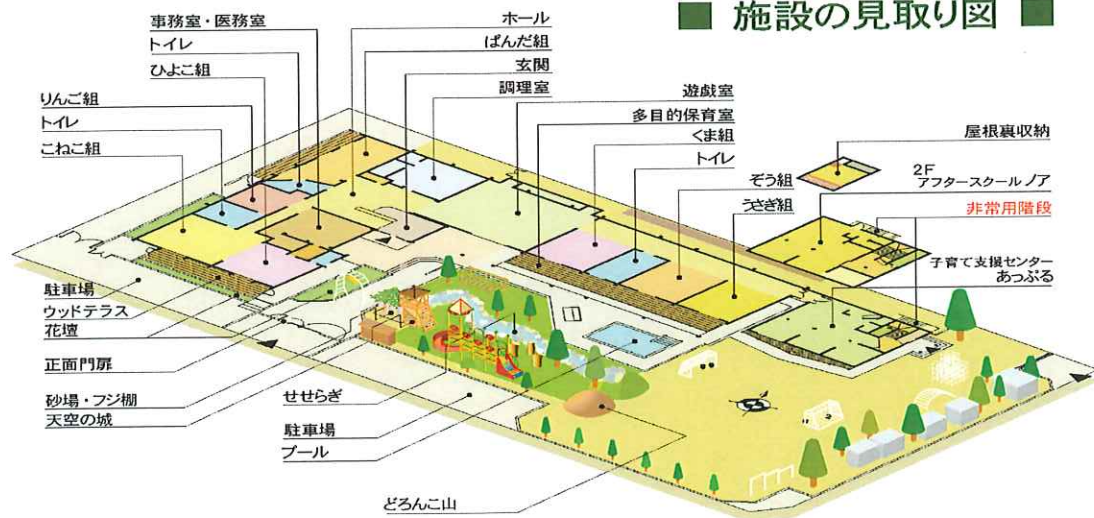 ■ 施設の見取り図 ■
事務室・医務室
トイレ
ひよこ組
りんご組
トイレ
こねこ組
ホール
ぱんだ組
玄関
調理室
遊戯室
多目的保育室
くま組
トイレ
ぞう組
うさぎ組
屋根裏収納
2F
アフタースクールノア
非常用階段
子育て支援センター
あっぷる
駐車場
ウッドテラス
花壇
正面門扉
砂場・フジ棚
天空の城
せせらぎ
駐車場
プール
どろんこ山